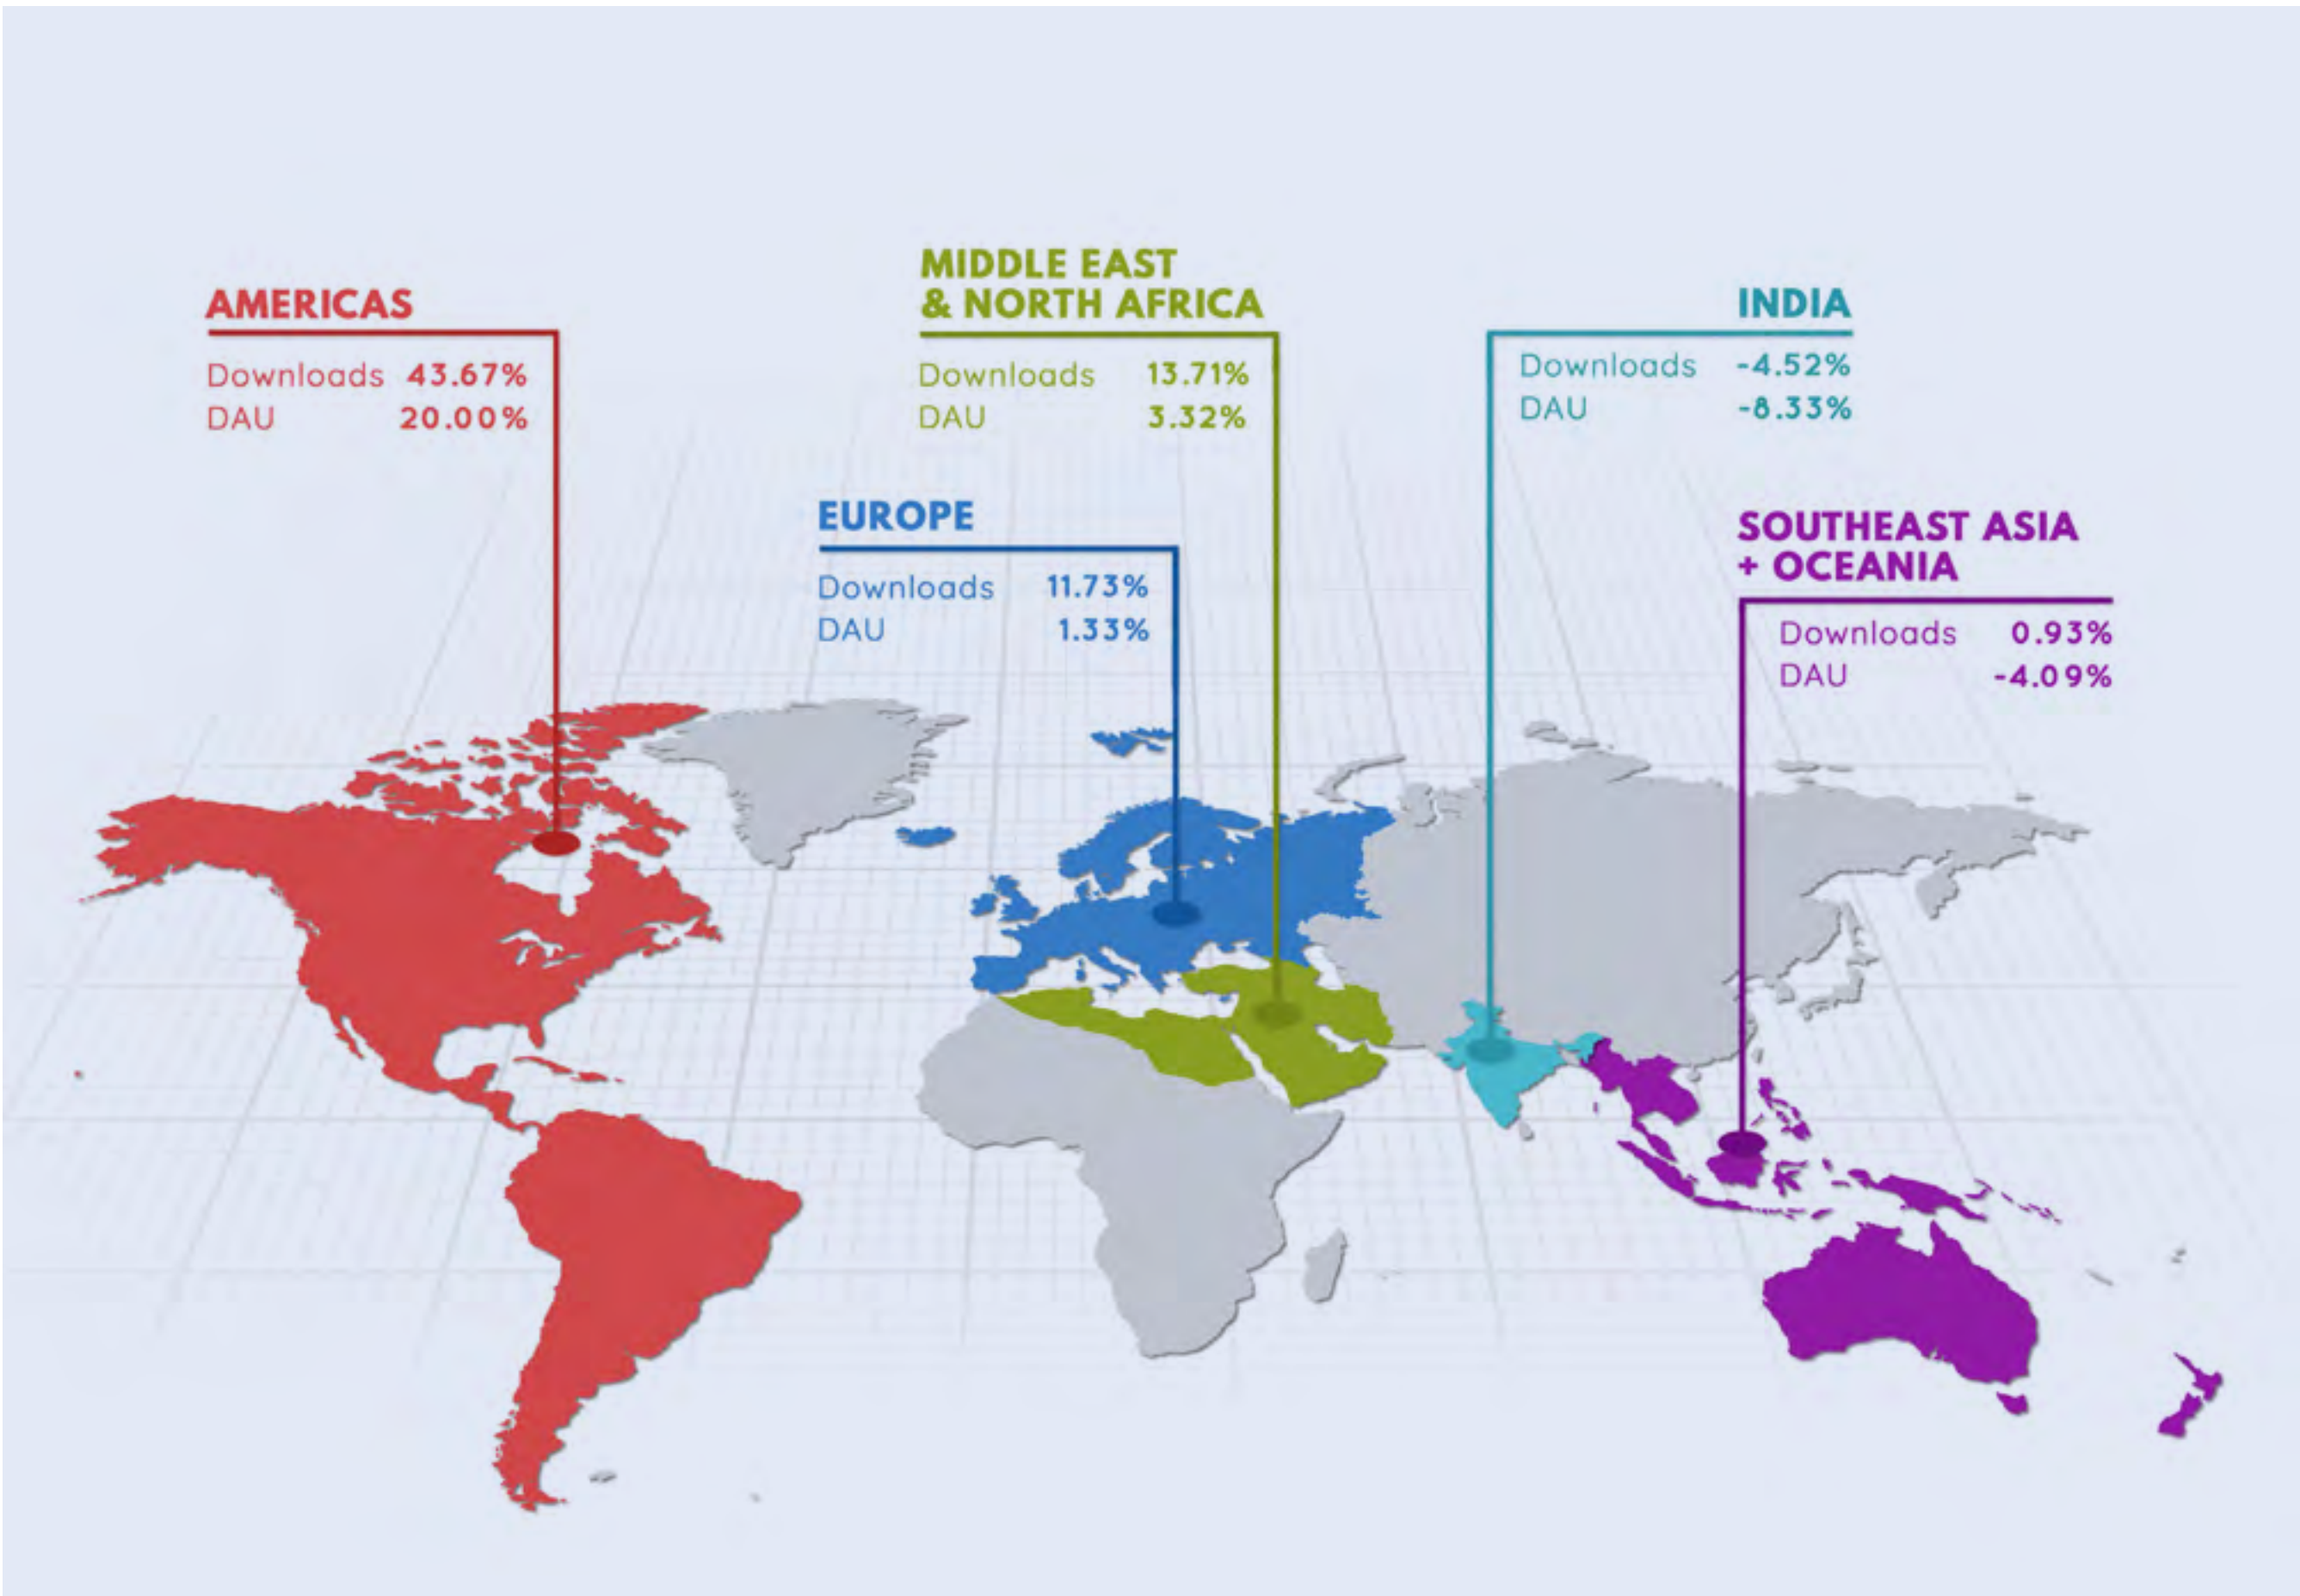 AMERICAS
Downloads 43.67%
DAU 20.00%
MIDDLE EAST
& NORTH AFRICA
Downloads 13.71%
DAU 3.32%
INDIA
Downloads -4.52%
DAU -8.33%
EUROPE
Downloads 11.73%
DAU 1.33%
SOUTHEAST ASIA
+ OCEANIA
Downloads 0.93%
DAU -4.09%